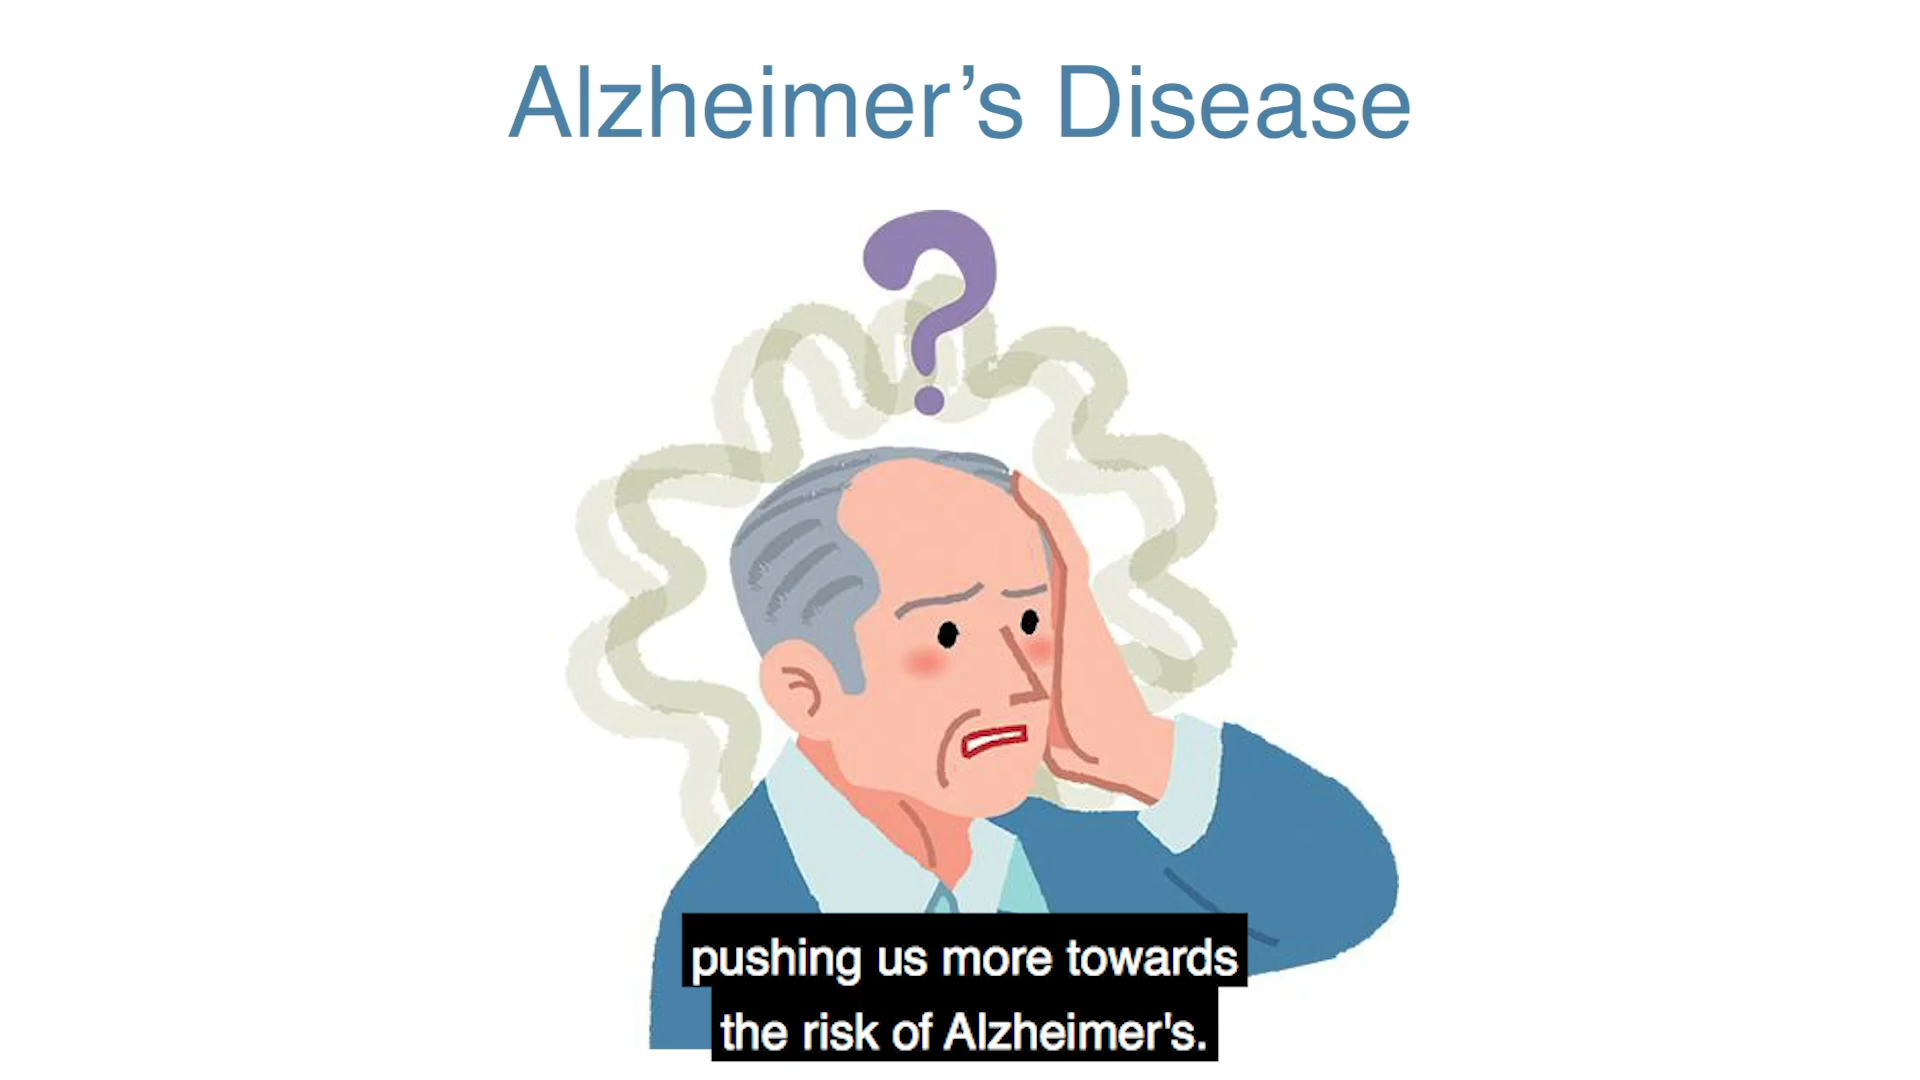 Alzheimer’s Disease
?
pushing us more towards
the risk of Alzheimer's.